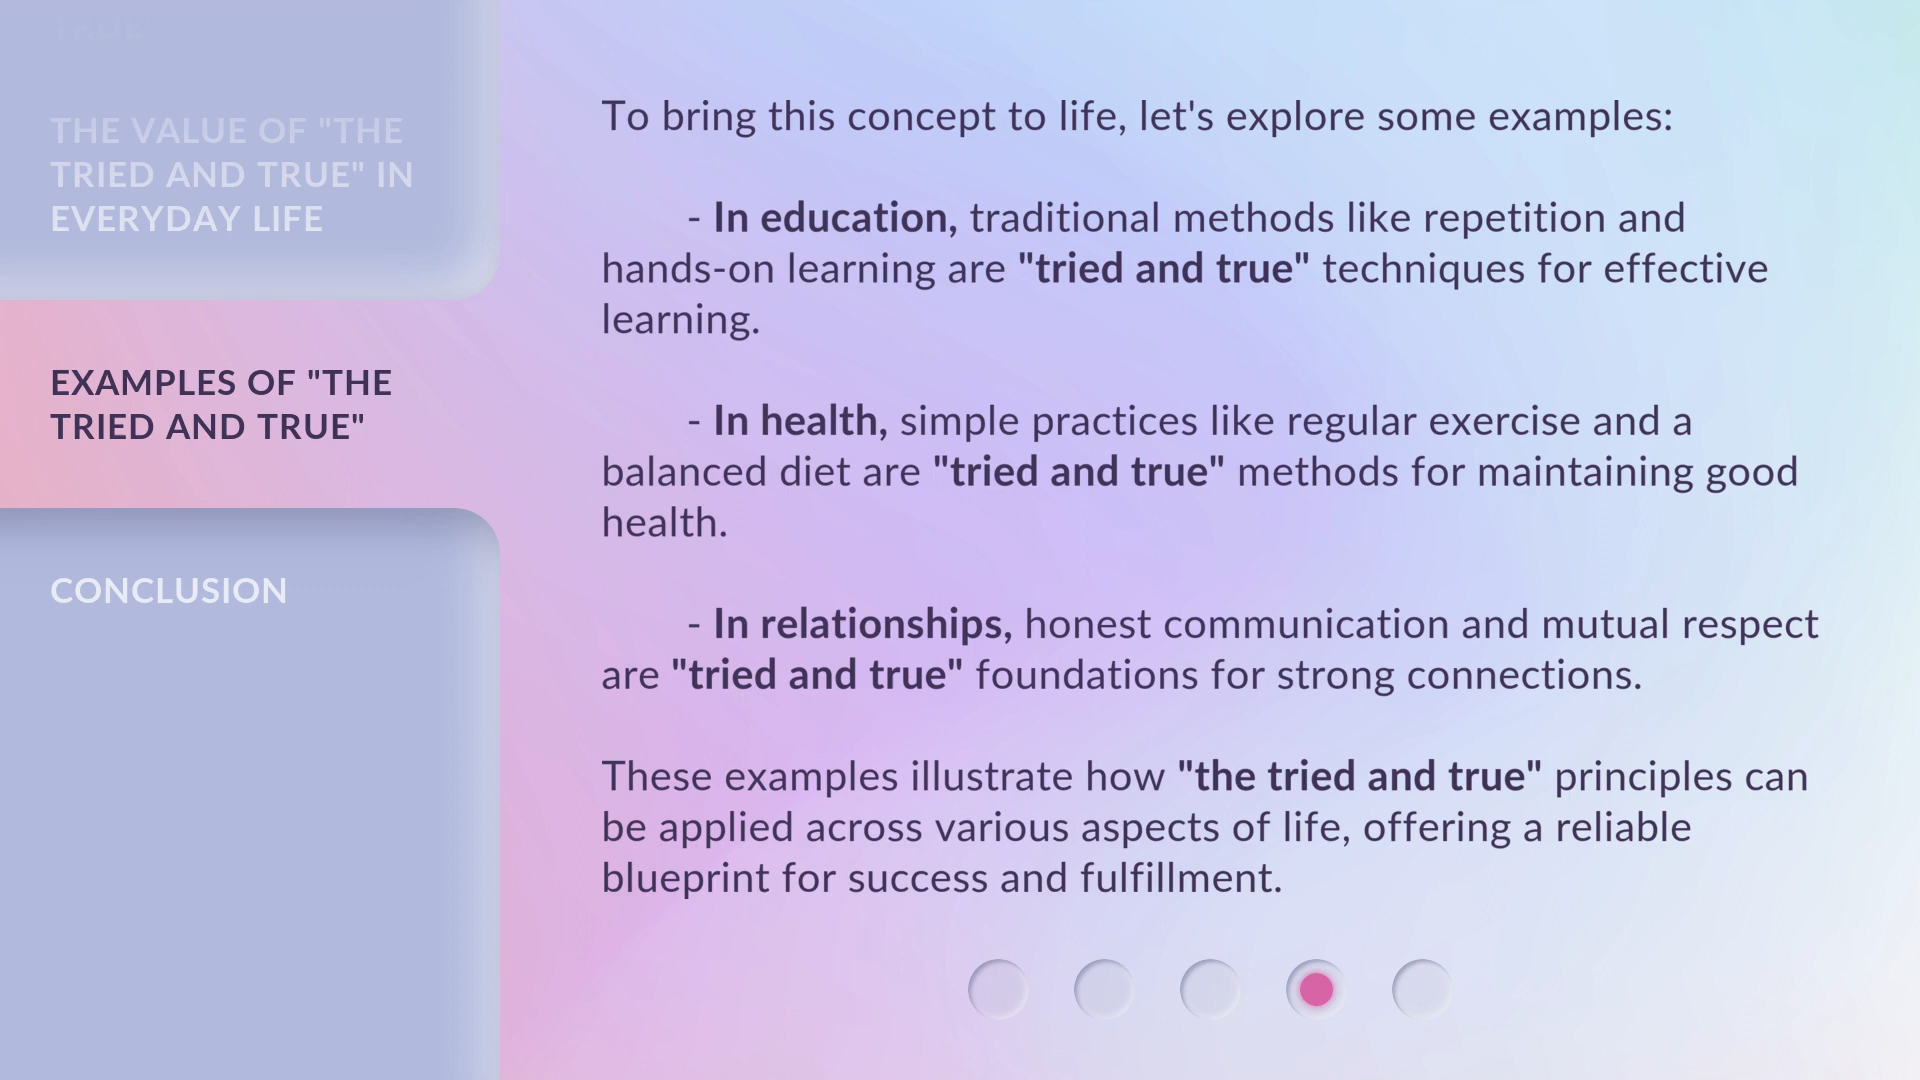 THE VALUE OF "THE
TRIED AND TRUE" IN
EVERYDAY LIFE
EXAMPLES OF "THE
TRIED AND TRUE"
CONCLUSION
To bring this concept to life, let's explore some examples:
- In education, traditional methods like repetition and
hands-on learning are "tried and true" techniques for effective
learning.
- In health, simple practices like regular exercise and a
balanced diet are "tried and true" methods for maintaining good
health.
- In relationships, honest communication and mutual respect
are "tried and true" foundations for strong connections.
These examples illustrate how "the tried and true" principles can
be applied across various aspects of life, offering a reliable
blueprint for success and fulfillment.